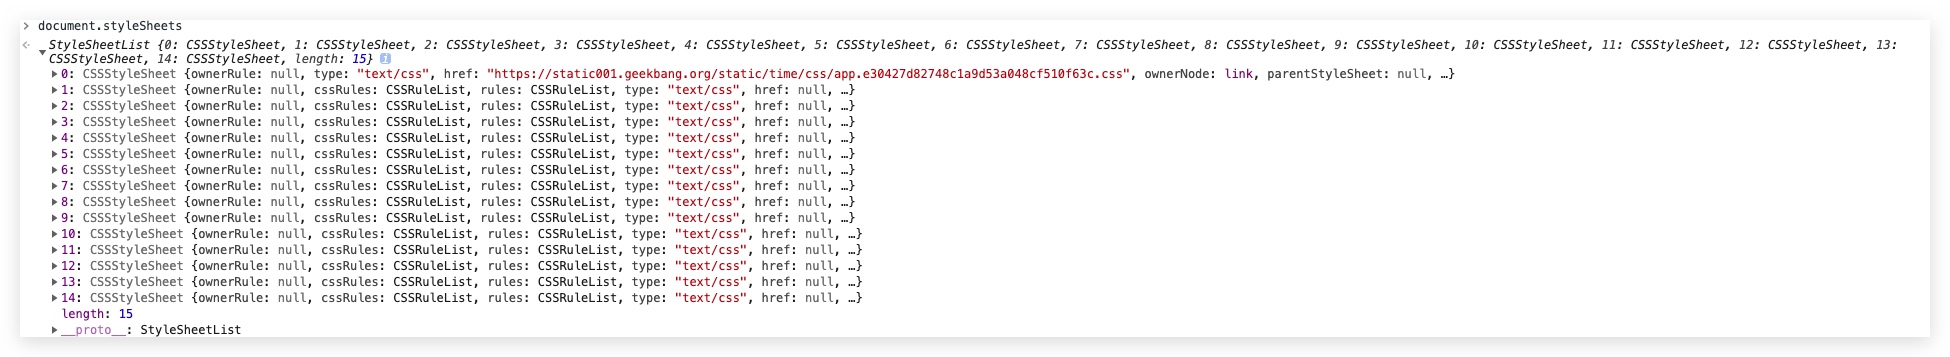 document.styleSheets
StyleSheetList {0: CSSStyleSheet, 1: CSSStyleSheet, 2: CSSStyleSheet, 3: CSSStyleSheet, 4: CSSStyleSheet, 5: CSSStyleSheet, 6: CSSStyleSheet, 7: CSSStyleSheet, 8: CSSStyleSheet, 9: CSSStyleSheet, 10: CSSStyleSheet, 11: CSSStyleSheet, 12: CSSStyleSheet, 13:
CSSStyleSheet, 14: CSSStyleSheet, length: 15} i
0: CSSStyleSheet {ownerRule: null, type: "text/css", href: "https://static001.geekbang.org/static/time/css/app.e30427d82748c1a9d53a048cf510f63c.css", ownerNode: link, parentStyleSheet: null, …}
1: CSSStyleSheet {ownerRule: null, cssRules: CSSRuleList, rules: CSSRuleList, type: "text/css", href: null, …}
2: CSSStyleSheet {ownerRule: null, cssRules: CSSRuleList, rules: CSSRuleList, type: "text/css", href: null, …}
3: CSSStyleSheet {ownerRule: null, cssRules: CSSRuleList, rules: CSSRuleList, type: "text/css", href: null, …}
4: CSSStyleSheet {ownerRule: null, cssRules: CSSRuleList, rules: CSSRuleList, type: "text/css", href: null, …}
5: CSSStyleSheet {ownerRule: null, cssRules: CSSRuleList, rules: CSSRuleList, type: "text/css", href: null, …}
6: CSSStyleSheet {ownerRule: null, cssRules: CSSRuleList, rules: CSSRuleList, type: "text/css", href: null, …}
7: CSSStyleSheet {ownerRule: null, cssRules: CSSRuleList, rules: CSSRuleList, type: "text/css", href: null, …}
8: CSSStyleSheet {ownerRule: null, cssRules: CSSRuleList, rules: CSSRuleList, type: "text/css", href: null, …}
9: CSSStyleSheet {ownerRule: null, cssRules: CSSRuleList, rules: CSSRuleList, type: "text/css", href: null, …}
10: CSSStyleSheet {ownerRule: null, cssRules: CSSRuleList, rules: CSSRuleList, type: "text/css", href: null, …}
11: CSSStyleSheet {ownerRule: null, cssRules: CSSRuleList, rules: CSSRuleList, type: "text/css", href: null, …}
12: CSSStyleSheet {ownerRule: null, cssRules: CSSRuleList, rules: CSSRuleList, type: "text/css", href: null, …}
13: CSSStyleSheet {ownerRule: null, cssRules: CSSRuleList, rules: CSSRuleList, type: "text/css", href: null, …}
14: CSSStyleSheet {ownerRule: null, cssRules: CSSRuleList, rules: CSSRuleList, type: "text/css", href: null, …}
length: 15
__proto__: StyleSheetList